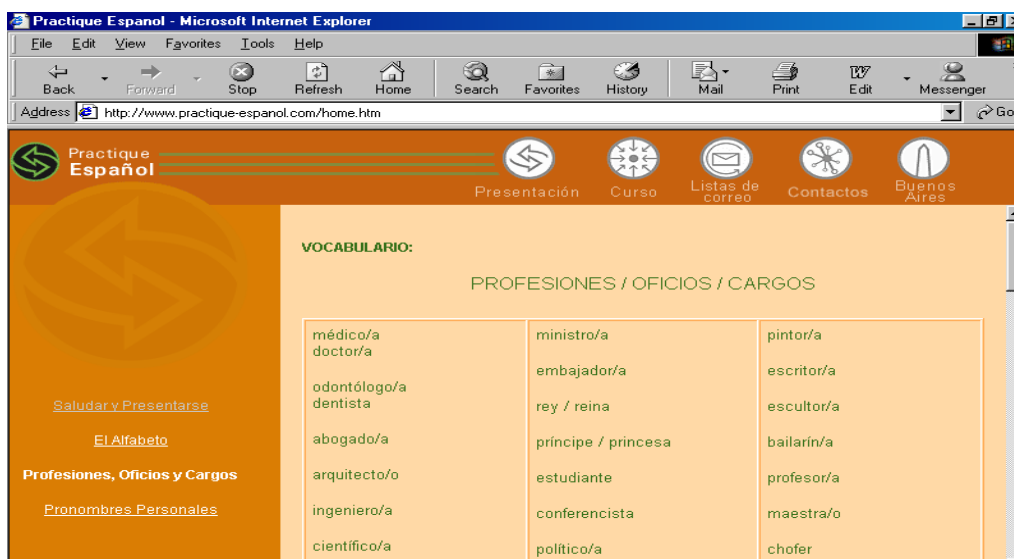 Practique Espanol - Microsoft Internet Explorer
File Edit View Favorites Tools Help
Back Forward Stop Refresh Home Search Favorites History Mail Print Edit Messenger
Address http://www.practique-espanol.com/home.htm Go
Practique
Español
Presentación
Curso
Listas de
correo
Contactos
Buenos
Aires
Saludar y Presentarse
El Alfabeto
Profesiones, Oficios y Cargos
Pronombres Personales
VOCABULARIO:
PROFESIONES / OFICIOS / CARGOS
médico/a
doctor/a
odontólogo/a
dentista
abogado/a
arquitecto/o
ingeniero/a
científico/a
ministro/a
embajador/a
rey / reina
príncipe / princesa
estudiante
conferencista
político/a
pintor/a
escritor/a
escultor/a
bailarín/a
profesor/a
maestra/o
chofer